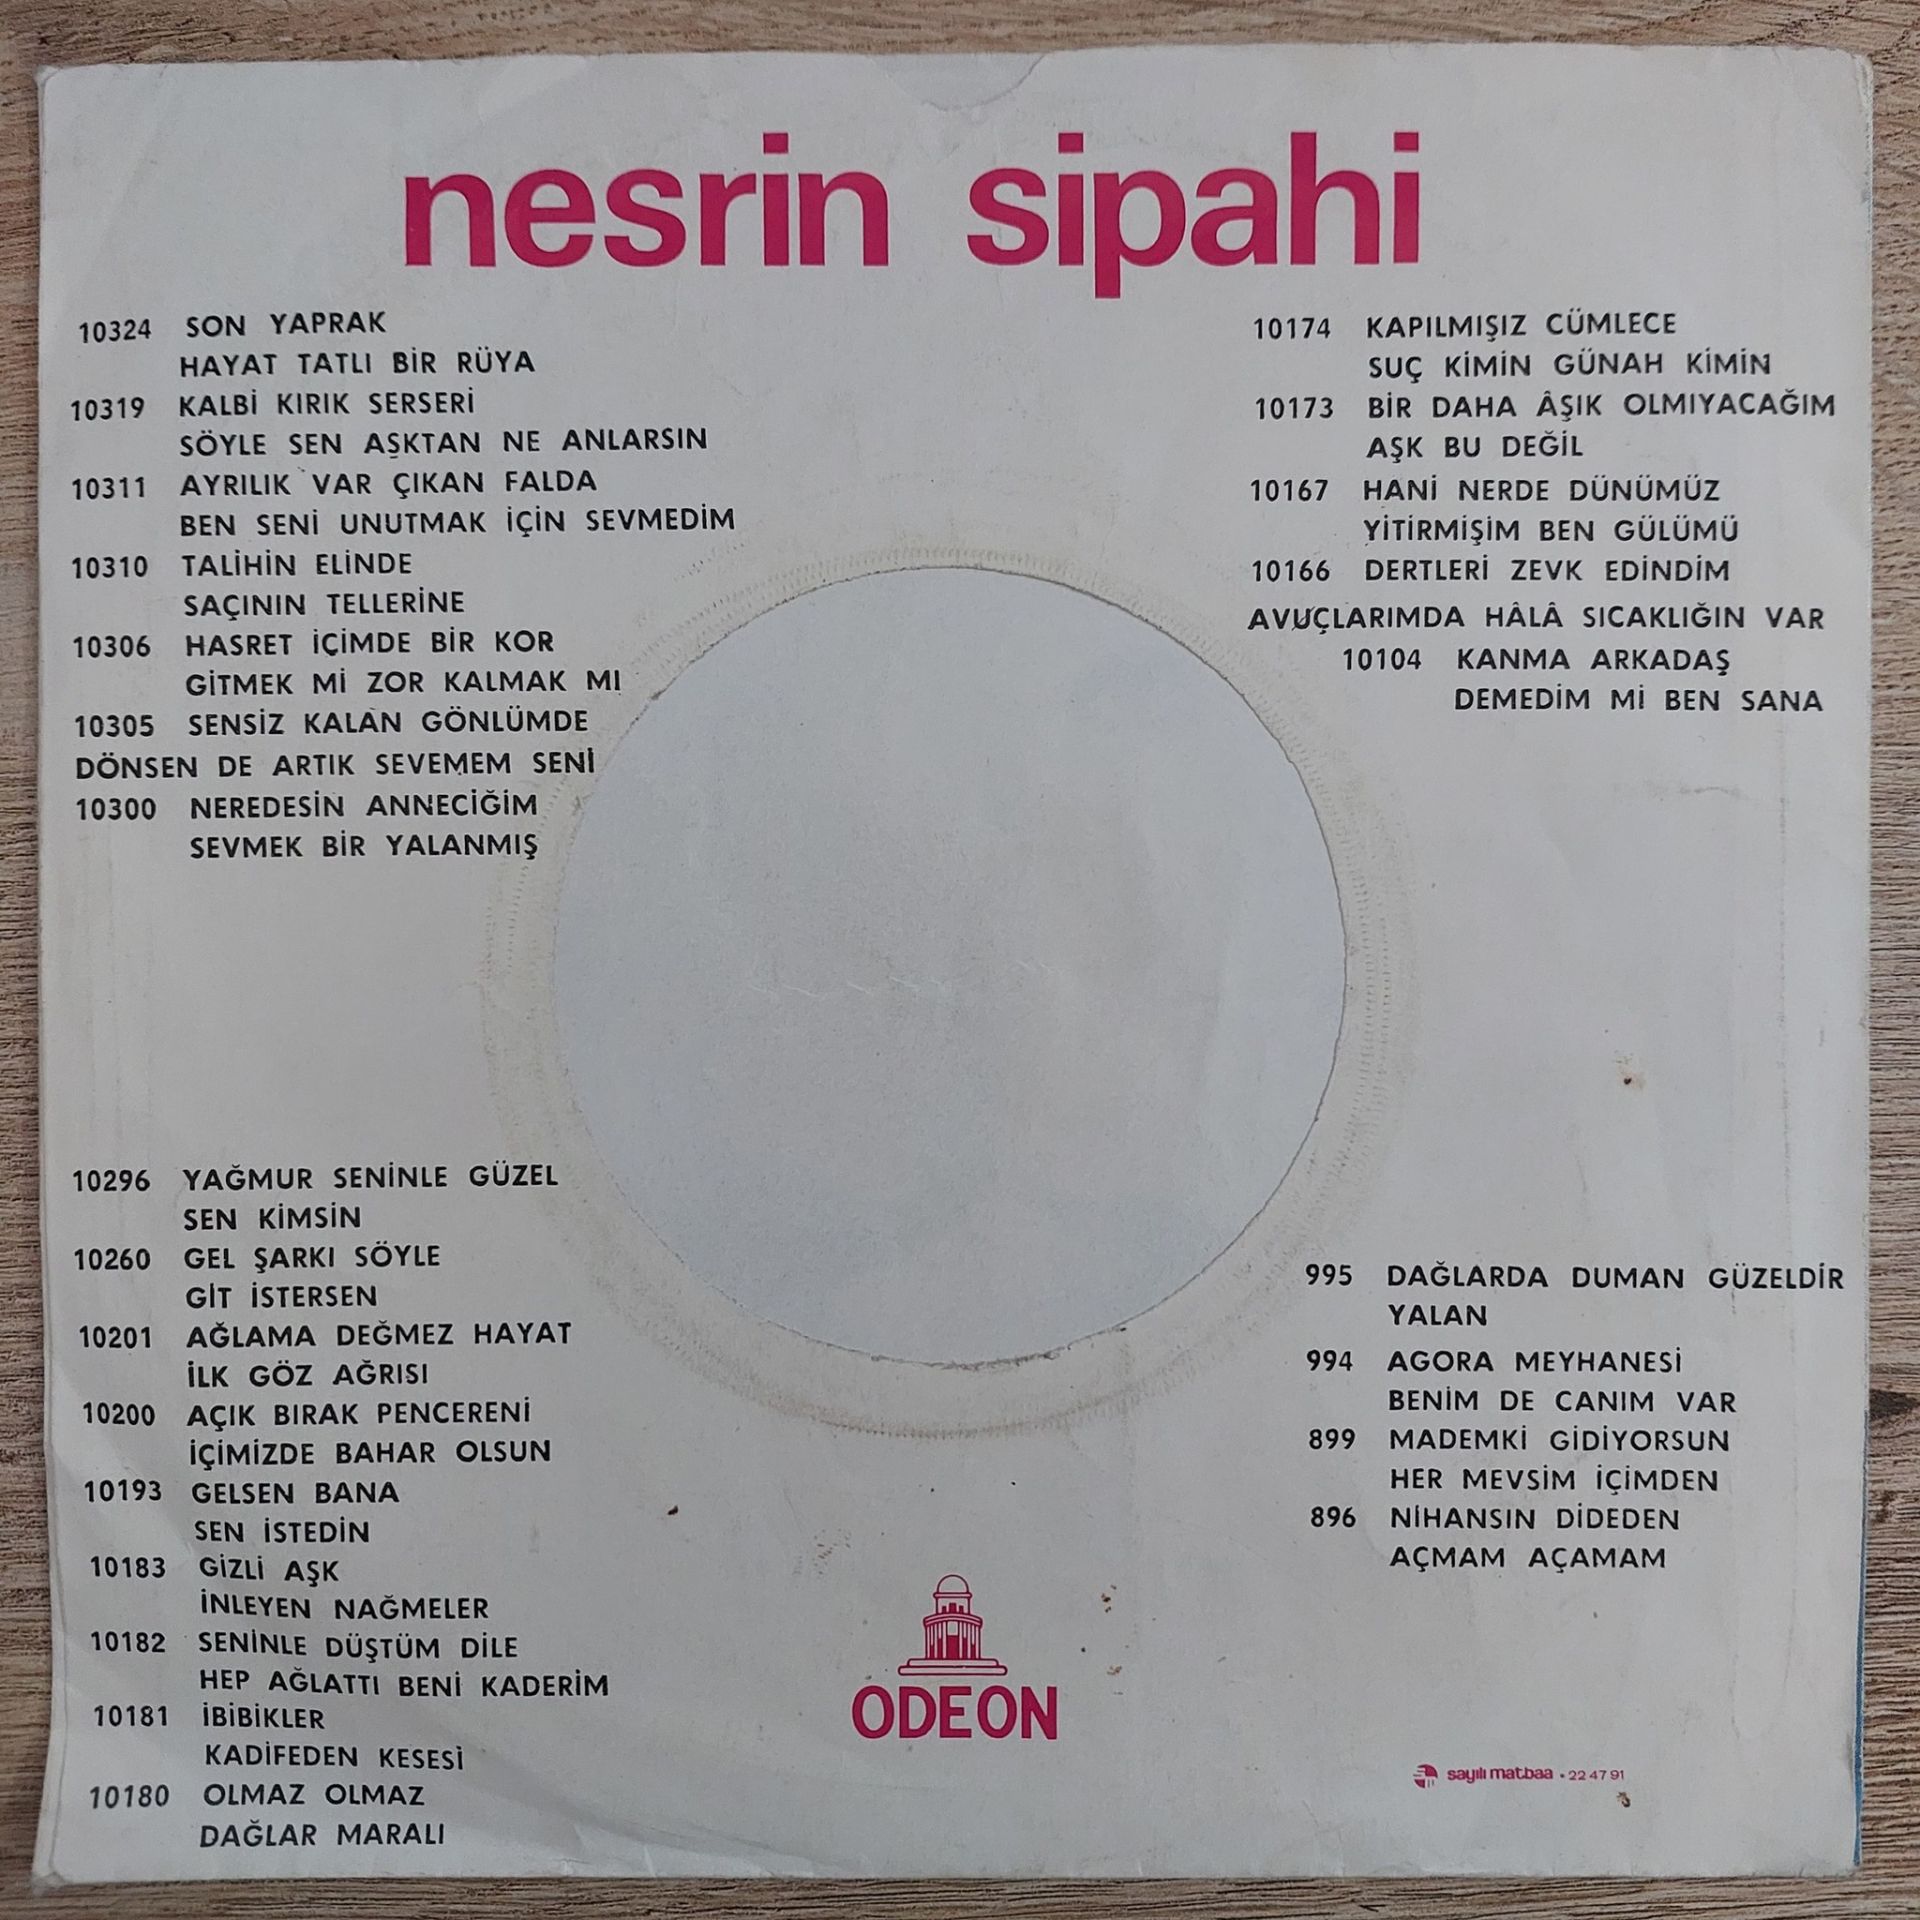 nesrin sipahi
10324 SON YAPRAK
HAYAT TATLI BİR RÜYA
10319 KALBİ KIRIK SERSERİ
SÖYLE SEN AŞKTAN NE ANLARSIN
10311 AYRILIK VAR ÇIKAN FALDA
BEN SENİ UNUTMAK İÇİN SEVMEDİM
10310 TALİHİN ELİNDE
SAÇININ TELLERİNE
10306 HASRET İÇİMDE BİR KOR
GİTMEK Mİ ZOR KALMAK MI
10305 SENSİZ KALAN GÖNLÜMDE
DÖNSEN DE ARTIK SEVEMEM SENİ
10300 NEREDESİN ANNECİĞİM
SEVMEK BİR YALANMIŞ
10296 YAĞMUR SENİNLE GÜZEL
SEN KİMSİN
10260 GEL ŞARKI SÖYLE
GİT İSTERSEN
10201 AĞLAMA DEĞMEZ HAYAT
İLK GÖZ AĞRISI
10200 AÇIK BIRAK PENCERENİ
İÇİMİZDE BAHAR OLSUN
10193 GELSEN BANA
SEN İSTEDİN
10183 GİZLİ AŞK
İNLEYEN NAĞMELER
10182 SENİNLE DÜŞTÜM DİLE
HEP AĞLATTI BENİ KADERİM
10181 İBİBİKLER
KADİFEDEN KESESİ
10180 OLMAZ OLMAZ
DAĞLAR MARALI
10174 KAPILMIŞIZ CÜMLECE
SUÇ KİMİN GÜNAH KİMİN
10173 BİR DAHA ÂŞIK OLMIYACAĞIM
AŞK BU DEĞİL
10167 HANİ NERDE DÜNÜMÜZ
YİTİRMİŞİM BEN GÜLÜMÜ
10166 DERTLERİ ZEVK EDİNDİM
AVUÇLARIMDA HÂLÂ SICAKLIĞIN VAR
10104 KANMA ARKADAŞ
DEMEDİM Mİ BEN SANA
995 DAĞLARDA DUMAN GÜZELDİR
YALAN
994 AGORA MEYHANESİ
BENİM DE CANIM VAR
899 MADEMKİ GİDİYORSUN
HER MEVSİM İÇİMDEN
896 NİHANSIN DİDEDEN
AÇMAM AÇAMAM
ODEON
sayılı matbaa • 22 47 91